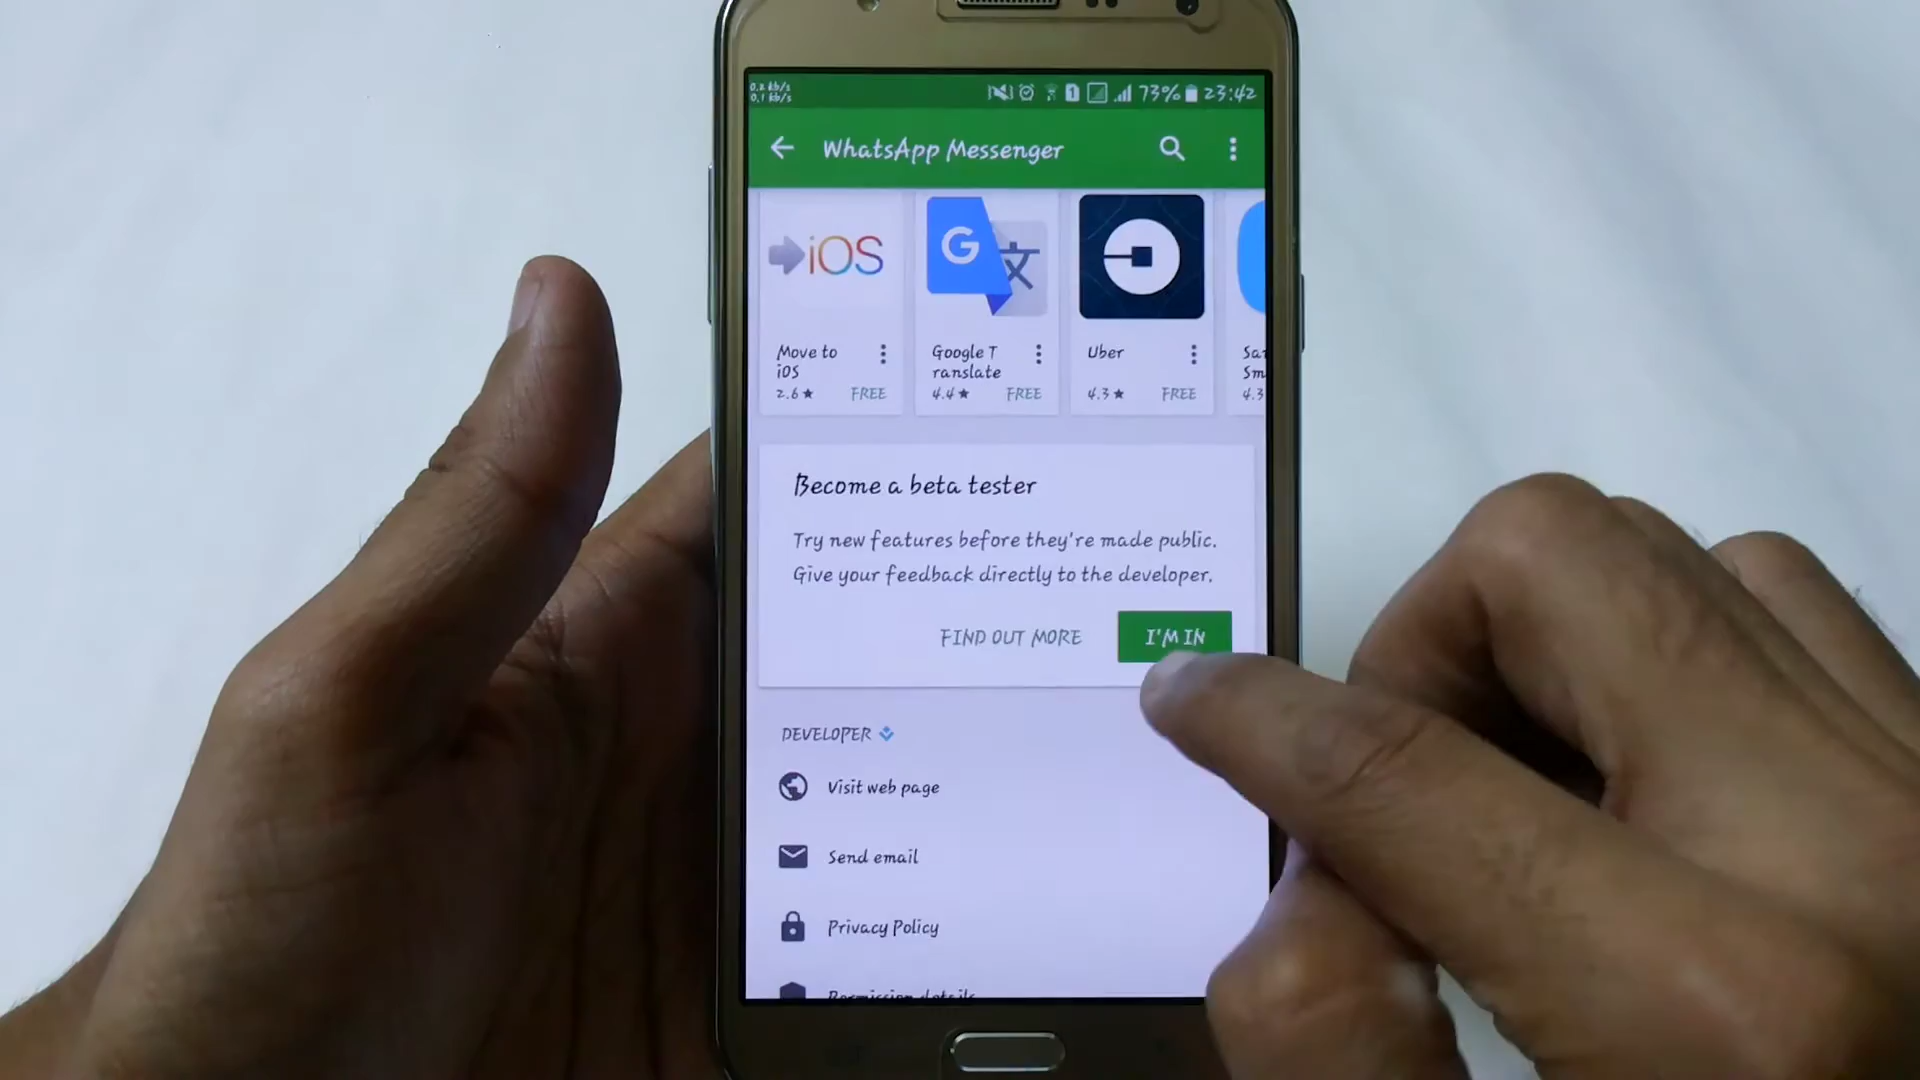 0.2 kb/s
0.1 kb/s
1
73%
23:42
WhatsApp Messenger
iOS
G
文
Move to
iOS
2.6★
FREE
Google T
ranslate
4.4★
FREE
Uber
4.3★
FREE
Sa
Sm
4.3
Become a beta tester
Try new features before they're made public.
Give your feedback directly to the developer.
FIND OUT MORE
I'M IN
DEVELOPER
Visit web page
Send email
Privacy Policy
Permission details